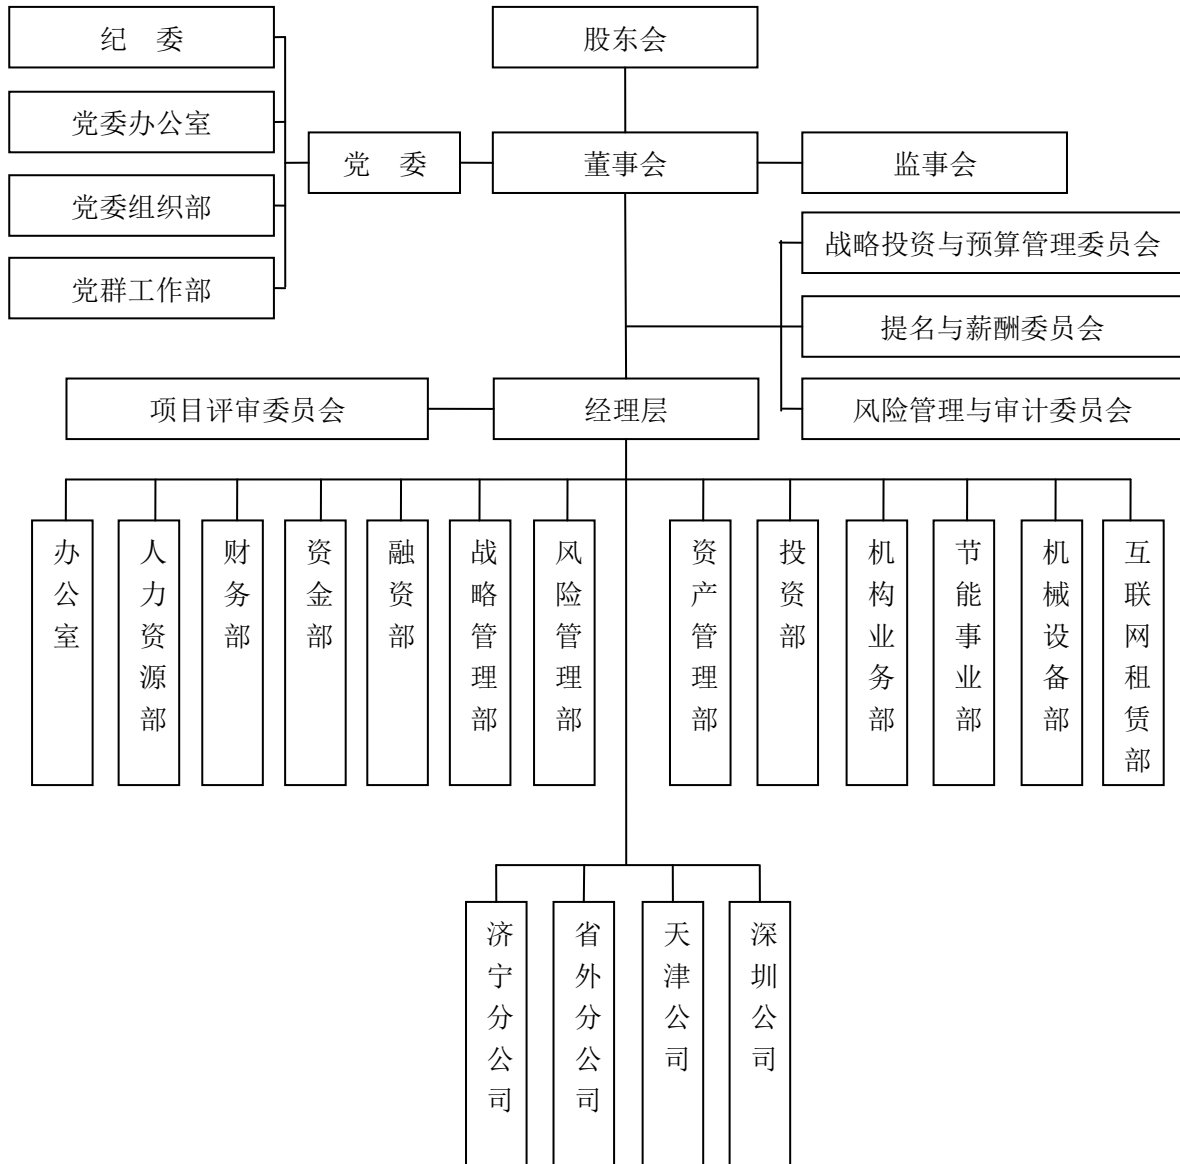 纪　委
股东会
党委办公室
党　委
董事会
监事会
党委组织部
战略投资与预算管理委员会
党群工作部
提名与薪酬委员会
项目评审委员会
经理层
风险管理与审计委员会
办公室
人力资源部
财务部
资金部
融资部
战略管理部
风险管理部
资产管理部
投资部
机构业务部
节能事业部
机械设备部
互联网租赁部
济宁分公司
省外分公司
天津公司
深圳公司